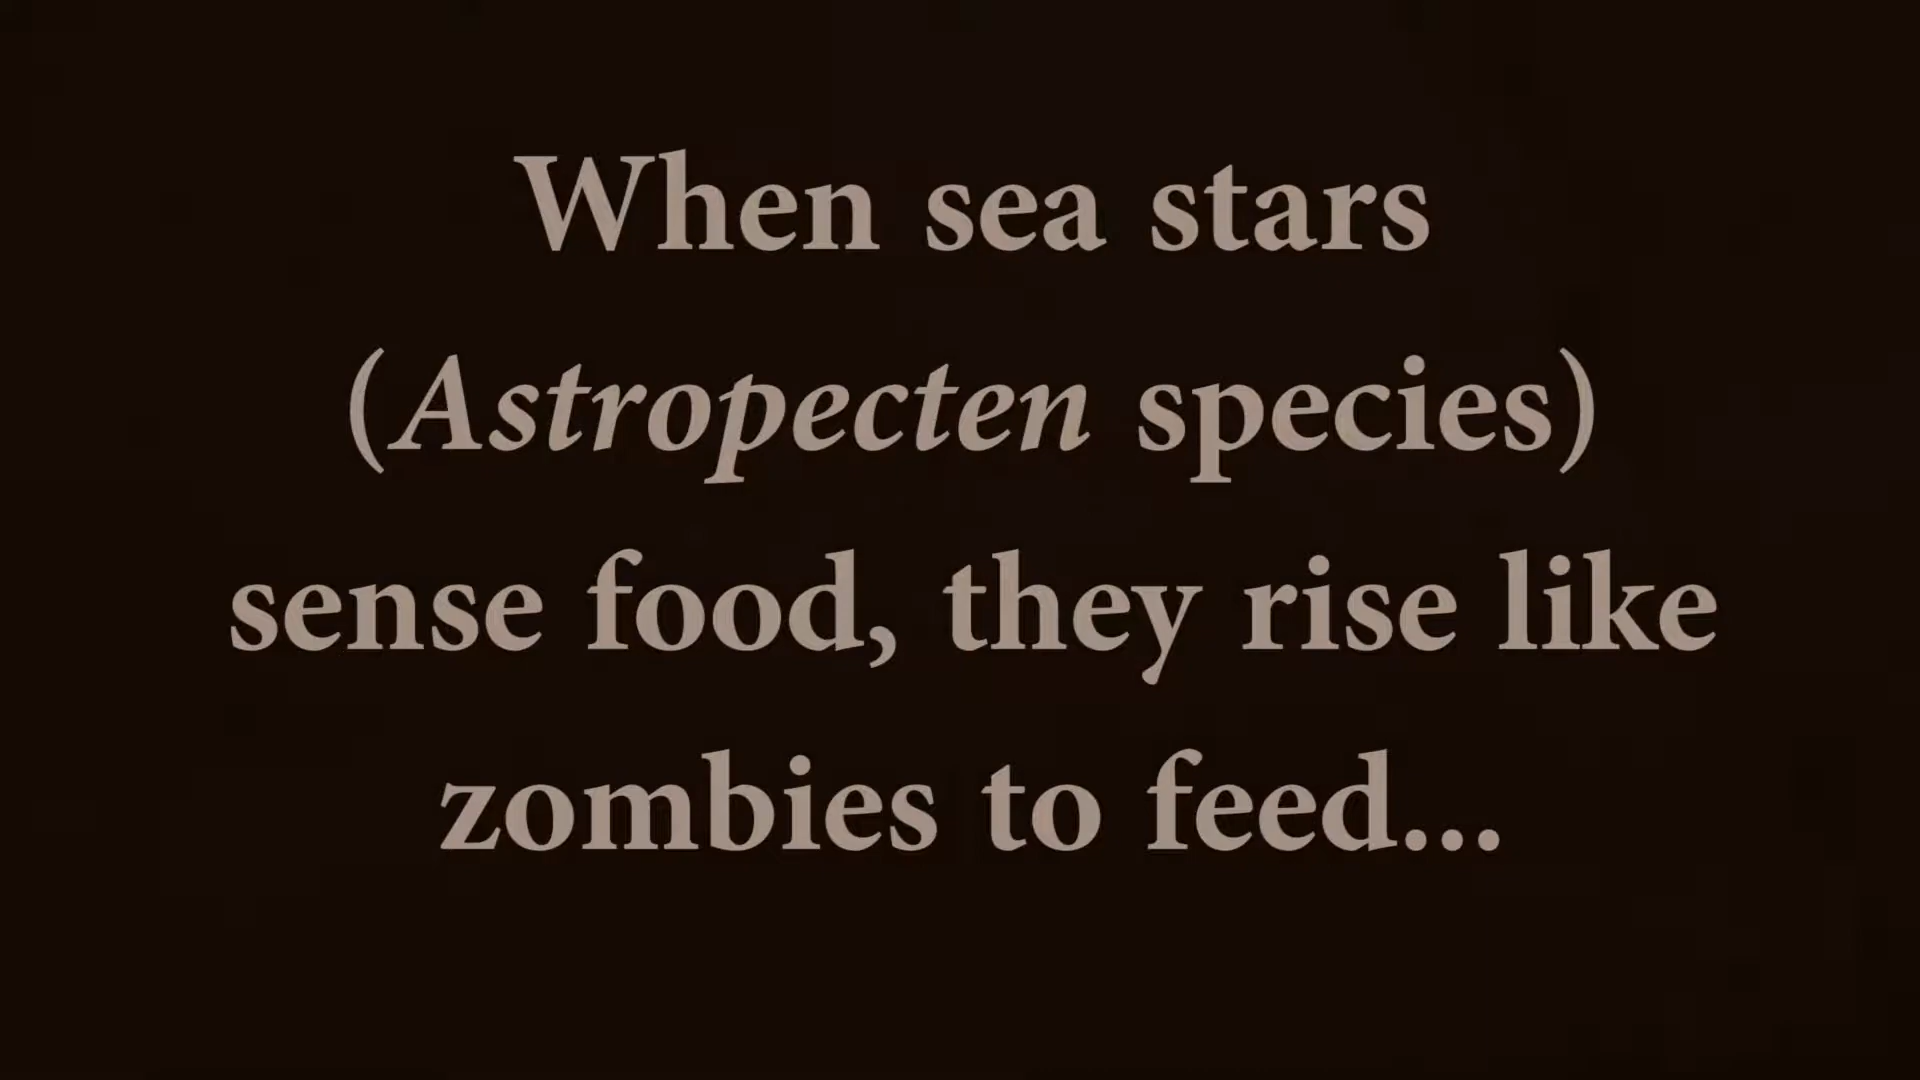 When sea stars
(Astropecten species)
sense food, they rise like
zombies to feed...